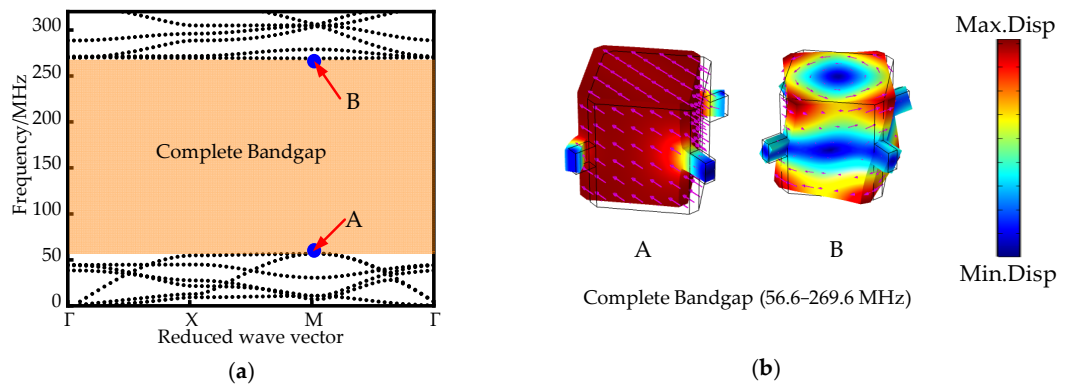 300
250
200
150
100
50
0
Frequency/MHz
B
Complete Bandgap
A
Γ X M Γ
Reduced wave vector
(a)
Max.Disp
Min.Disp
A B
Complete Bandgap (56.6–269.6 MHz)
(b)